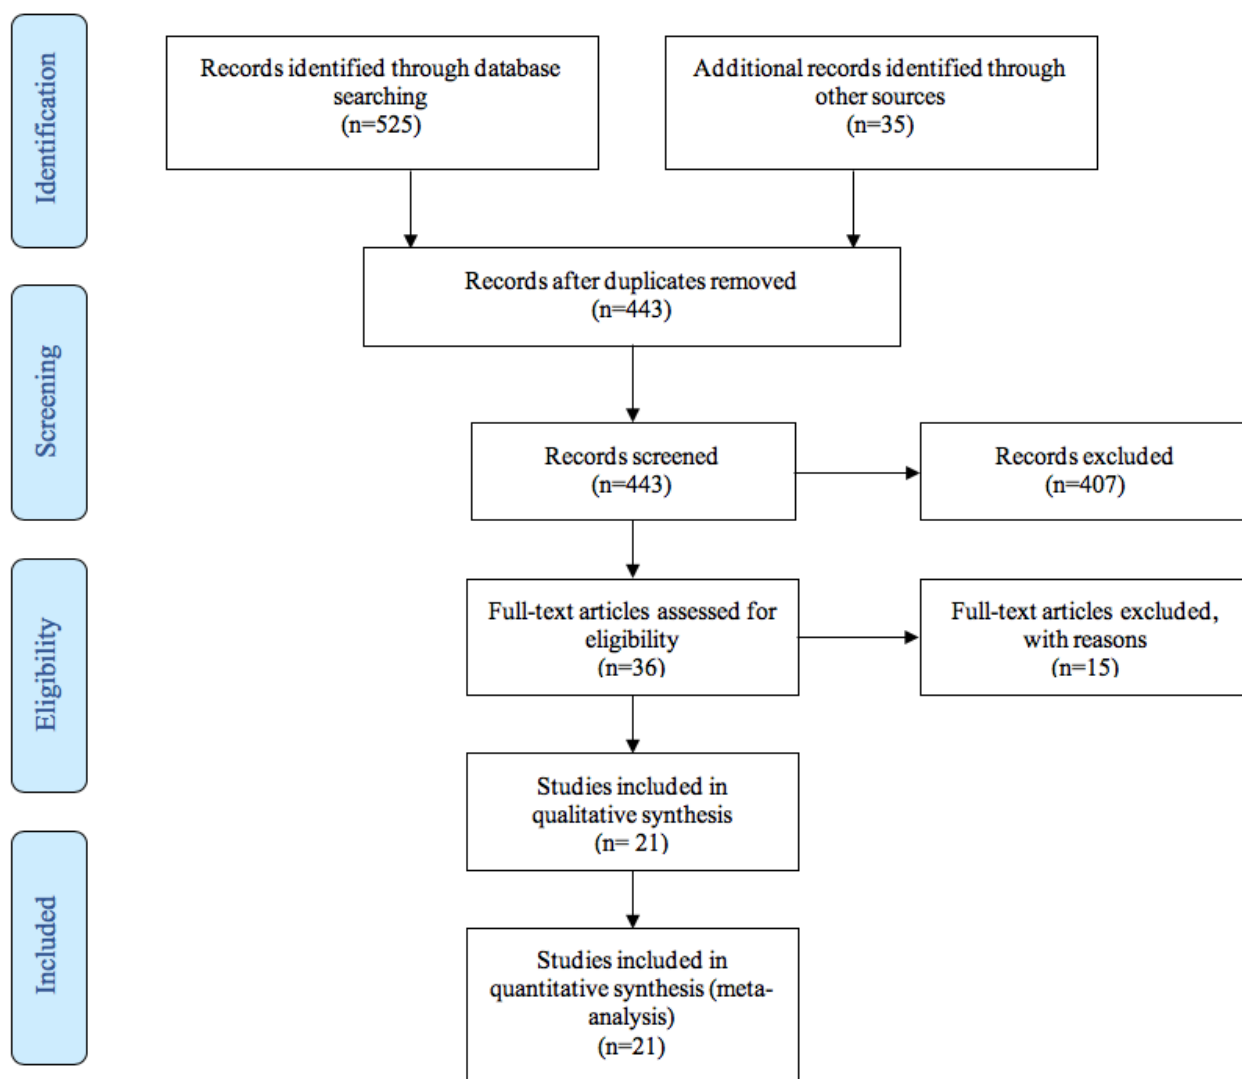 Identification
Records identified through database
searching
(n=525)
Additional records identified through
other sources
(n=35)
Records after duplicates removed
(n=443)
Screening
Records screened
(n=443)
Records excluded
(n=407)
Eligibility
Full-text articles assessed for
eligibility
(n=36)
Full-text articles excluded,
with reasons
(n=15)
Studies included in
qualitative synthesis
(n= 21)
Included
Studies included in
quantitative synthesis (meta-
analysis)
(n=21)